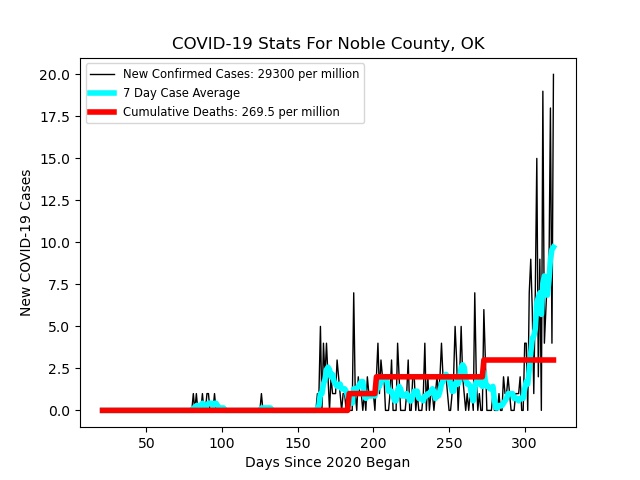 COVID-19 Stats For Noble County, OK
New Confirmed Cases: 29300 per million
7 Day Case Average
Cumulative Deaths: 269.5 per million
New COVID-19 Cases
20.0
17.5
15.0
12.5
10.0
7.5
5.0
2.5
0.0
50 100 150 200 250 300
Days Since 2020 Began